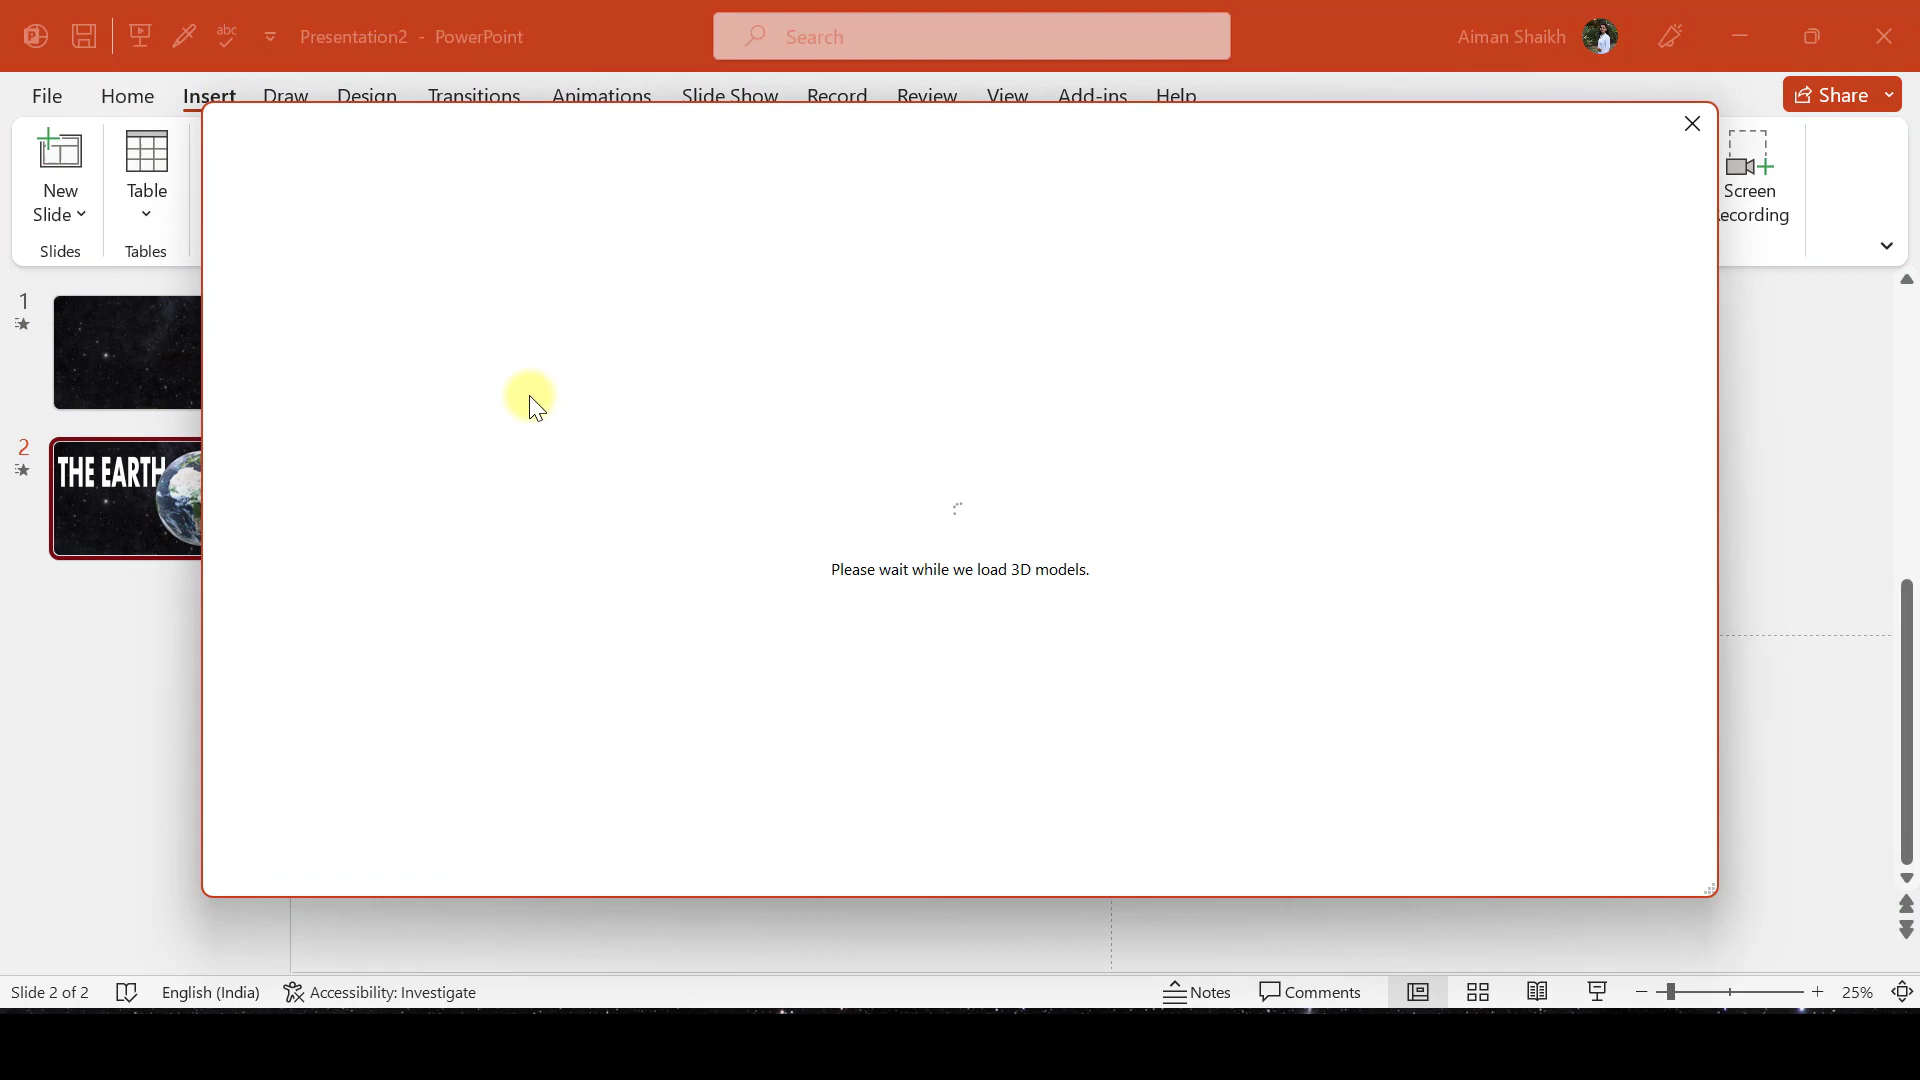 abc
Presentation2 - PowerPoint
Search
Aiman Shaikh
File Home Insert Draw Design Transitions Animations Slide Show Record Review View Add-ins Help
Share
New
Slide
Table
Screen
ecording
Slides
Tables
1
2
THE EARTH
Please wait while we load 3D models.
Slide 2 of 2
English (India)
Accessibility: Investigate
Notes
Comments
25%